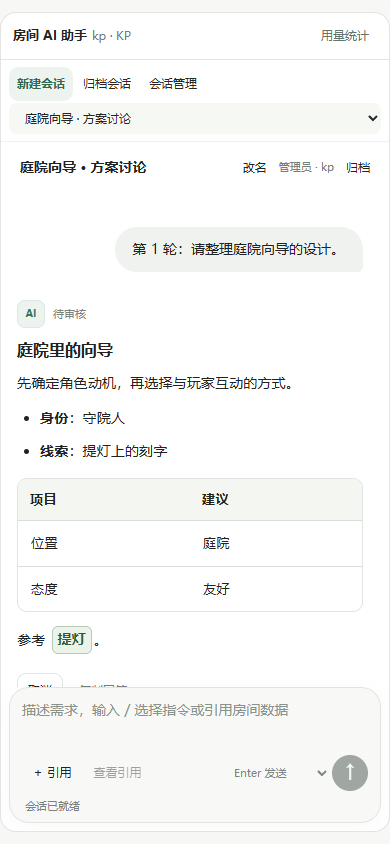 房间 AI 助手 kp · KP 用量统计
新建会话 归档会话 会话管理
庭院向导 · 方案讨论
庭院向导 • 方案讨论 改名 管理员 · kp 归档
第 1 轮：请整理庭院向导的设计。
AI 待审核
庭院里的向导
先确定角色动机，再选择与玩家互动的方式。
• 身份：守院人
• 线索：提灯上的刻字
项目 建议
位置 庭院
态度 友好
参考 提灯 。
描述需求，输入 / 选择指令或引用房间数据
+ 引用 查看引用 Enter 发送
会话已就绪